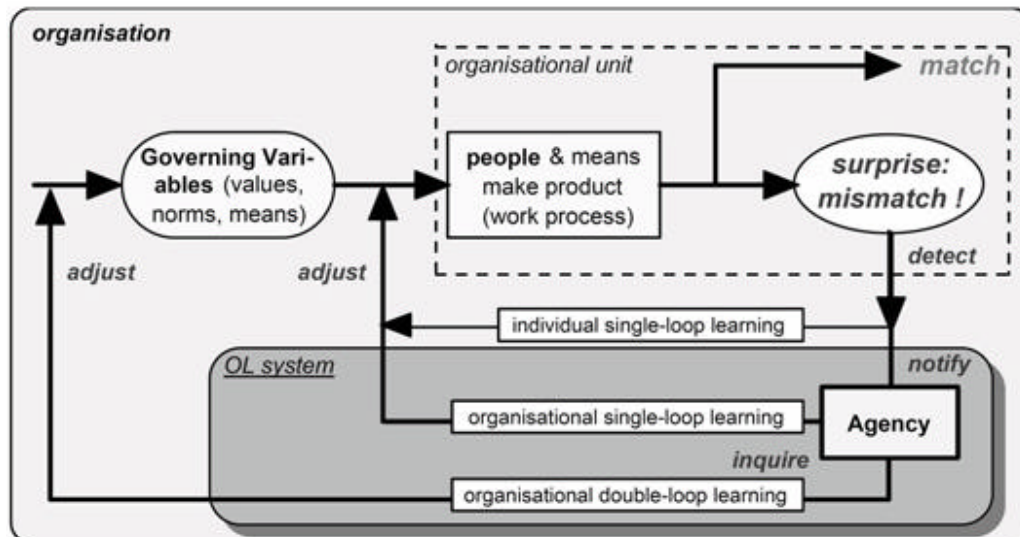 organisation
organisational unit
match
Governing Vari-
ables (values,
norms, means)
people & means
make product
(work process)
surprise:
mismatch !
adjust
adjust
detect
individual single-loop learning
OL system
notify
organisational single-loop learning
Agency
inquire
organisational double-loop learning